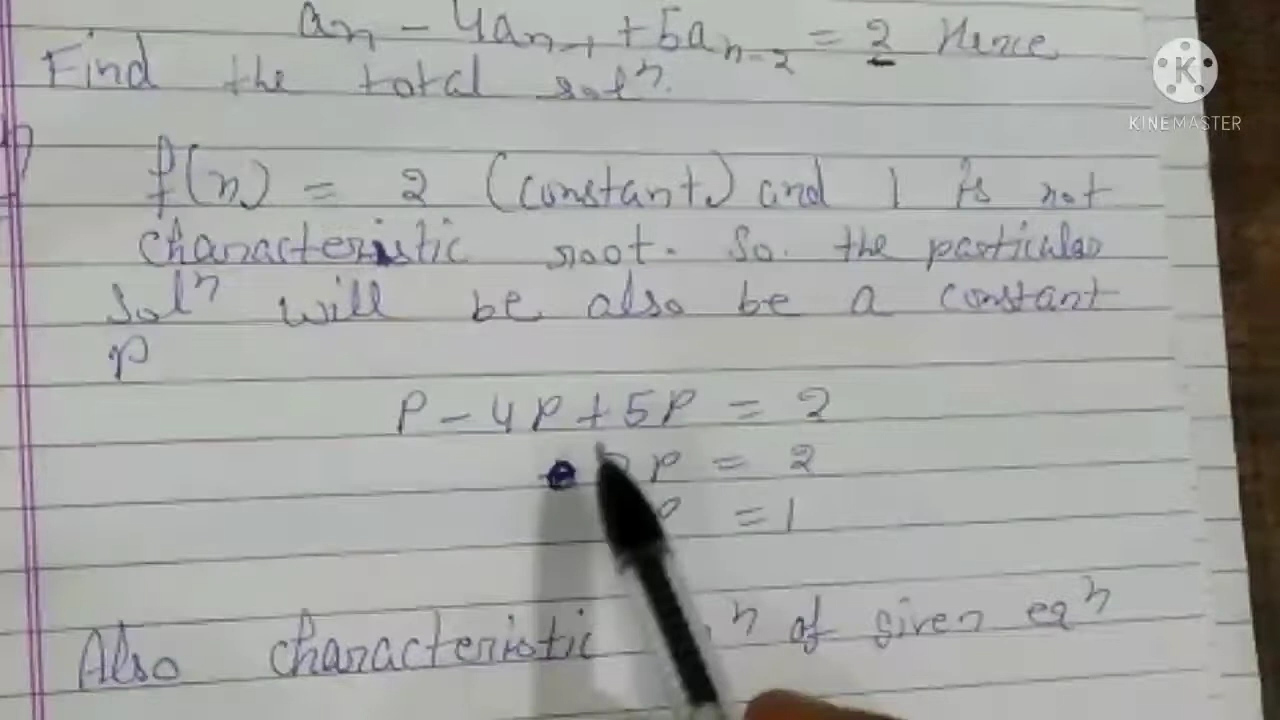 aₙ - 4aₙ₋₁ + 5aₙ₋₂ = 2 Hence
Find the total solⁿ.
f(n) = 2 (constant) and 1 is not
characteristic root. So. the particular
Solⁿ will be also be a constant
P
P - 4P + 5P = 2
P = 2
P = 1
Also characteristic of given eqⁿ
K
KINEMASTER